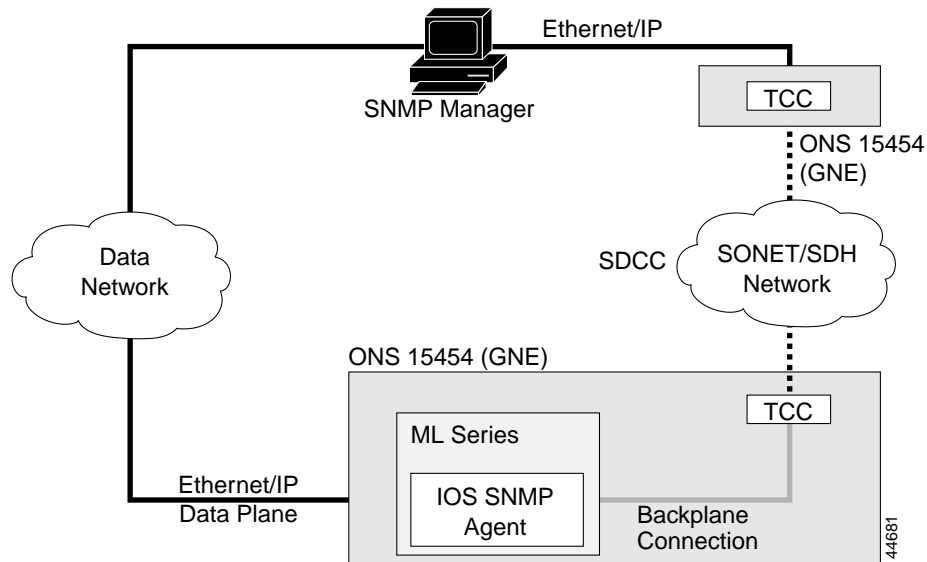 Ethernet/IP
SNMP Manager
TCC
ONS 15454
(GNE)
Data
Network
SDCC
SONET/SDH
Network
ONS 15454 (GNE)
TCC
ML Series
Ethernet/IP
Data Plane
IOS SNMP
Agent
Backplane
Connection
44681